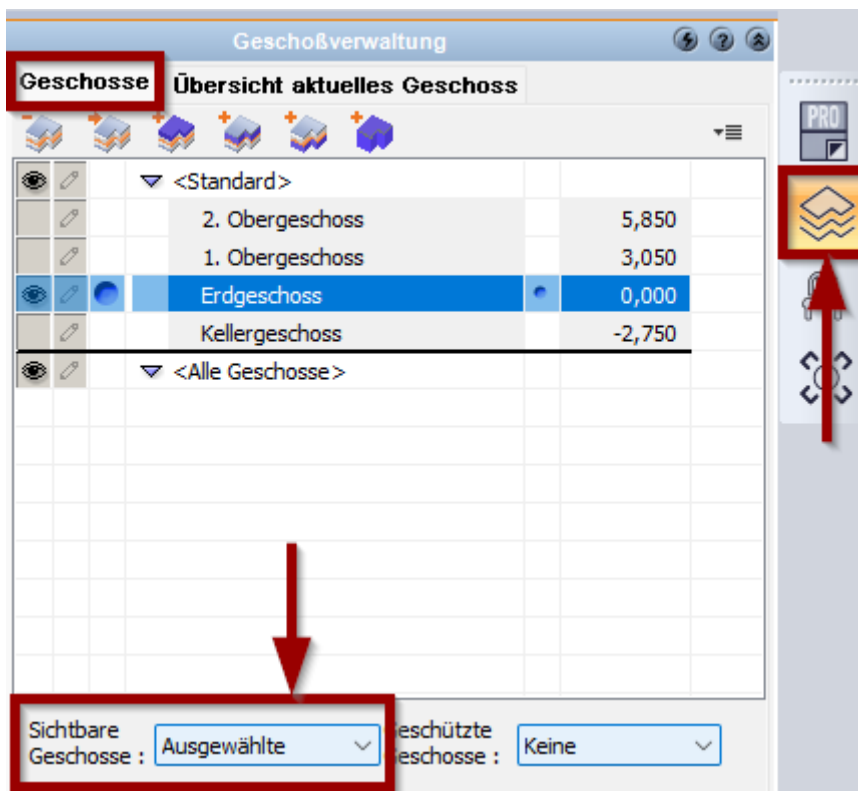 Geschoßverwaltung
Geschosse Übersicht aktuelles Geschoss
PRO
<Standard>
2. Obergeschoss 5,850
1. Obergeschoss 3,050
Erdgeschoss 0,000
Kellergeschoss -2,750
<Alle Geschosse>
Sichtbare Geschosse : Ausgewählte
eschützte eschosse : Keine